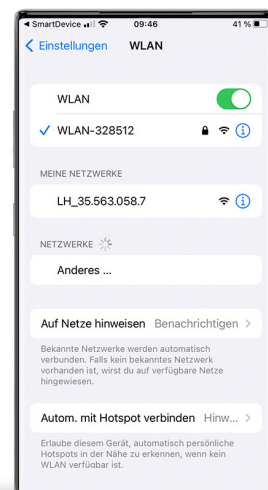 SmartDevice 09:46 41 %
Einstellungen WLAN
WLAN
WLAN-328512
MEINE NETZWERKE
LH_35.563.058.7
NETZWERKE
Anderes ...
Auf Netze hinweisen Benachrichtigen
Bekannte Netzwerke werden automatisch
verbunden. Falls kein bekanntes Netzwerk
vorhanden ist, wirst du auf verfügbare Netze
hingewiesen.
Autom. mit Hotspot verbinden Hinw...
Erlaube diesem Gerät, automatisch persönliche
Hotspots in der Nähe zu erkennen, wenn kein
WLAN verfügbar ist.